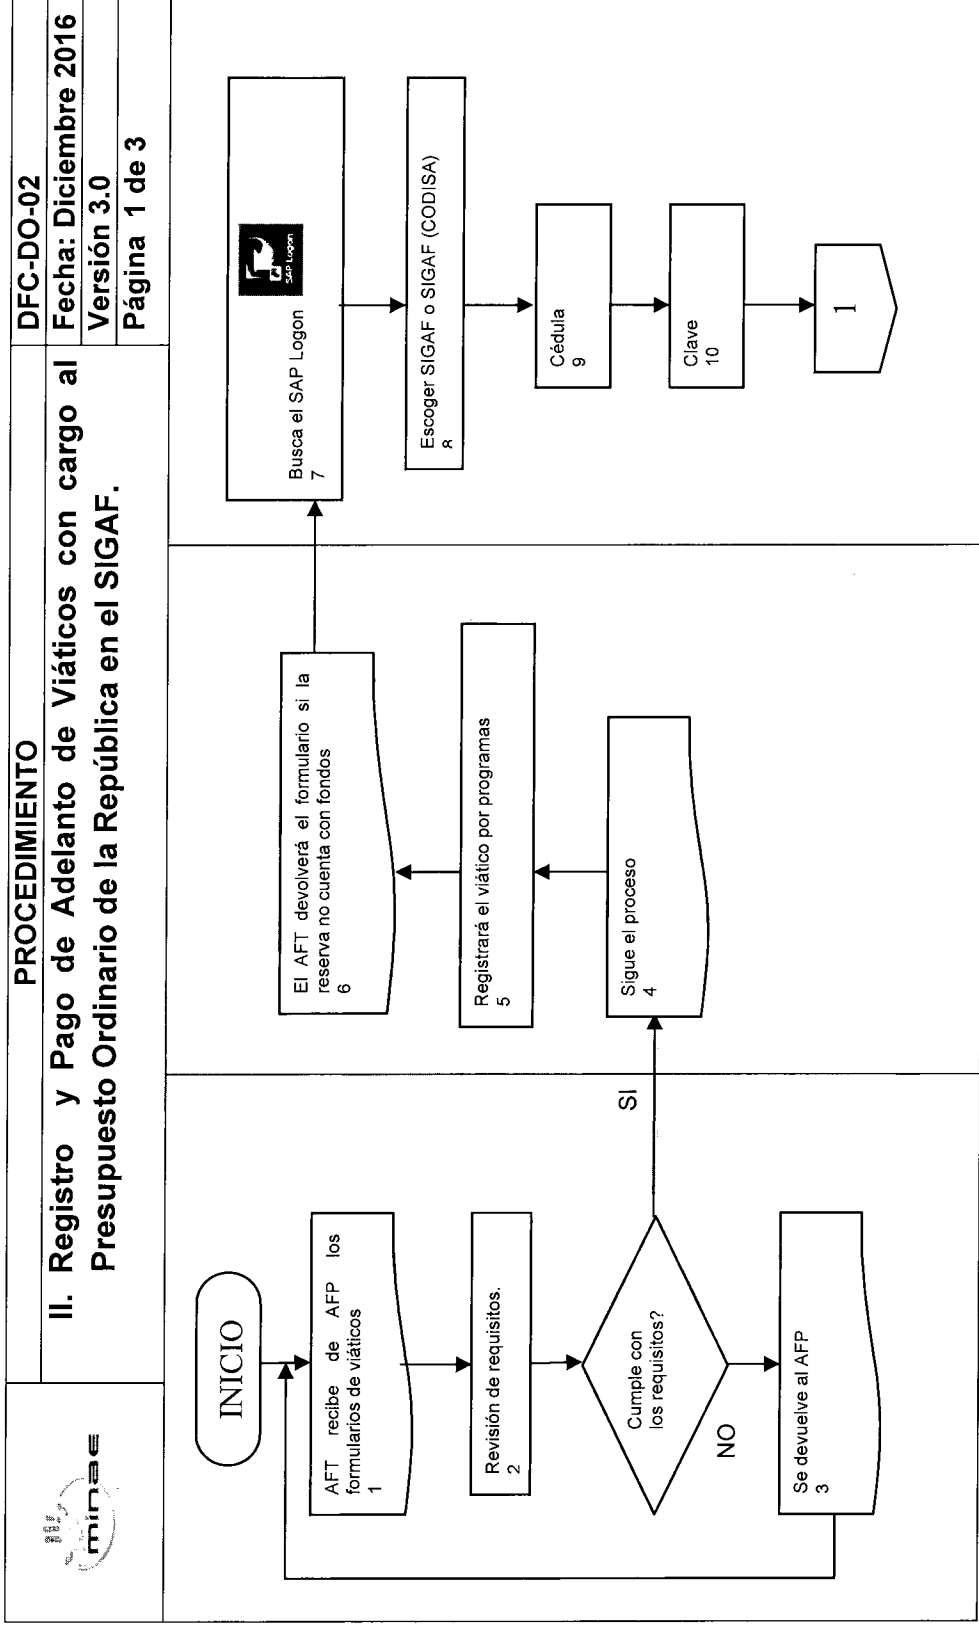 minae
PROCEDIMIENTO
II. Registro y Pago de Adelanto de Viáticos con cargo al
Presupuesto Ordinario de la República en el SIGAF.
DFC-DO-02
Fecha: Diciembre 2016
Versión 3.0
Página 1 de 3
INICIO
AFT recibe de AFP los
formularios de viáticos
1
Revisión de requisitos.
2
Cumple con
los requisitos?
SI
NO
Se devuelve al AFP
3
El AFT devolverá el formulario si la
reserva no cuenta con fondos
6
Registrará el viático por programas
5
Sigue el proceso
4
SAP Logon
Busca el SAP Logon
7
Escoger SIGAF o SIGAF (CODISA)
8
Cédula
9
Clave
10
1